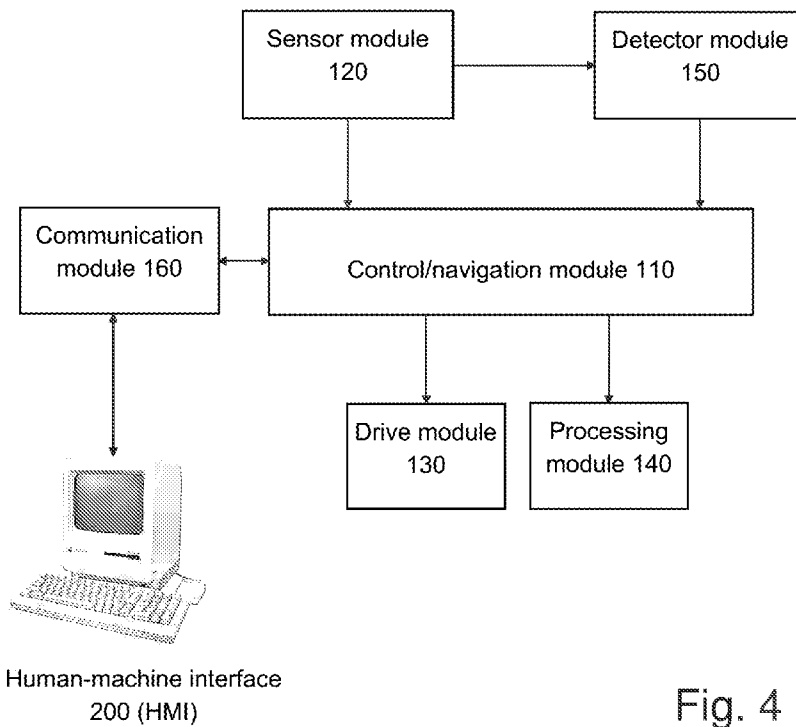 Sensor module
120
Detector module
150
Communication
module 160
Control/navigation module 110
Drive module
130
Processing
module 140
Human-machine interface
200 (HMI)
Fig. 4